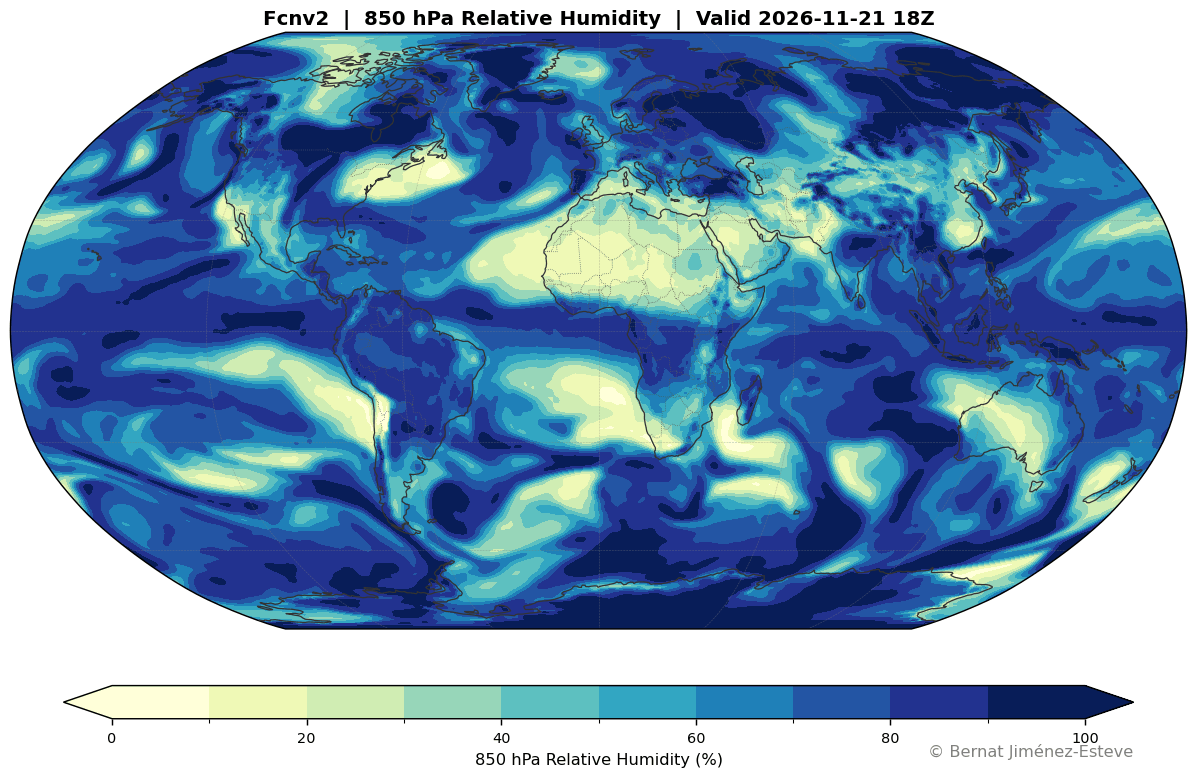 Fcnv2 | 850 hPa Relative Humidity | Valid 2026-11-21 18Z
0 20 40 60 80 100
850 hPa Relative Humidity (%)
© Bernat Jiménez-Esteve